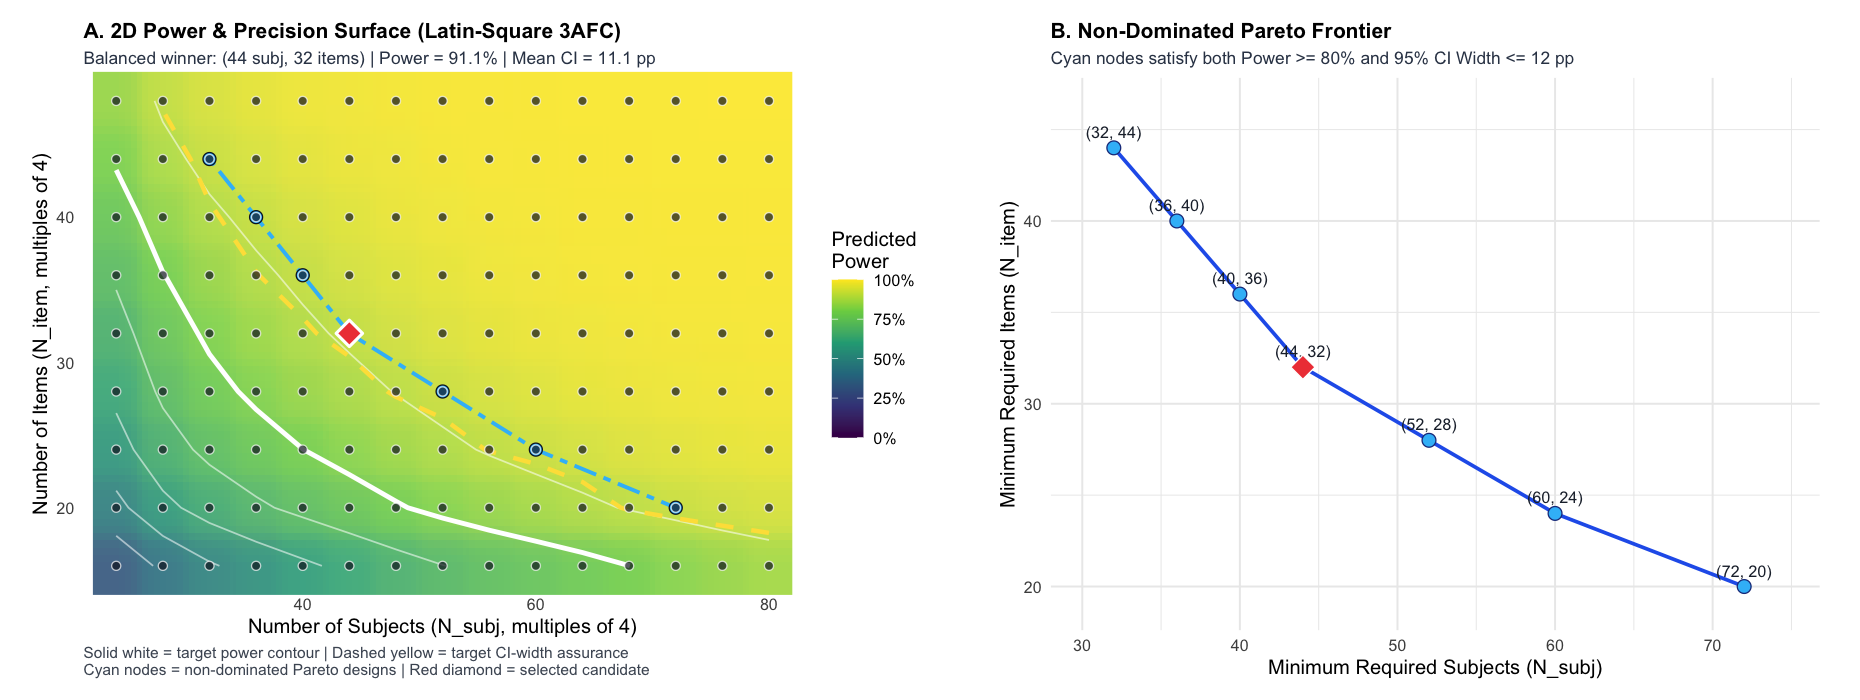 A. 2D Power & Precision Surface (Latin-Square 3AFC)
Balanced winner: (44 subj, 32 items) | Power = 91.1% | Mean CI = 11.1 pp
Number of Items (N_item, multiples of 4)
40
30
20
40
60
80
Number of Subjects (N_subj, multiples of 4)
Solid white = target power contour | Dashed yellow = target CI-width assurance
Cyan nodes = non-dominated Pareto designs | Red diamond = selected candidate
Predicted
Power
100%
75%
50%
25%
0%
B. Non-Dominated Pareto Frontier
Cyan nodes satisfy both Power >= 80% and 95% CI Width <= 12 pp
Minimum Required Items (N_item)
40
30
20
(32, 44)
(36, 40)
(40, 36)
(44, 32)
(52, 28)
(60, 24)
(72, 20)
30
40
50
60
70
Minimum Required Subjects (N_subj)